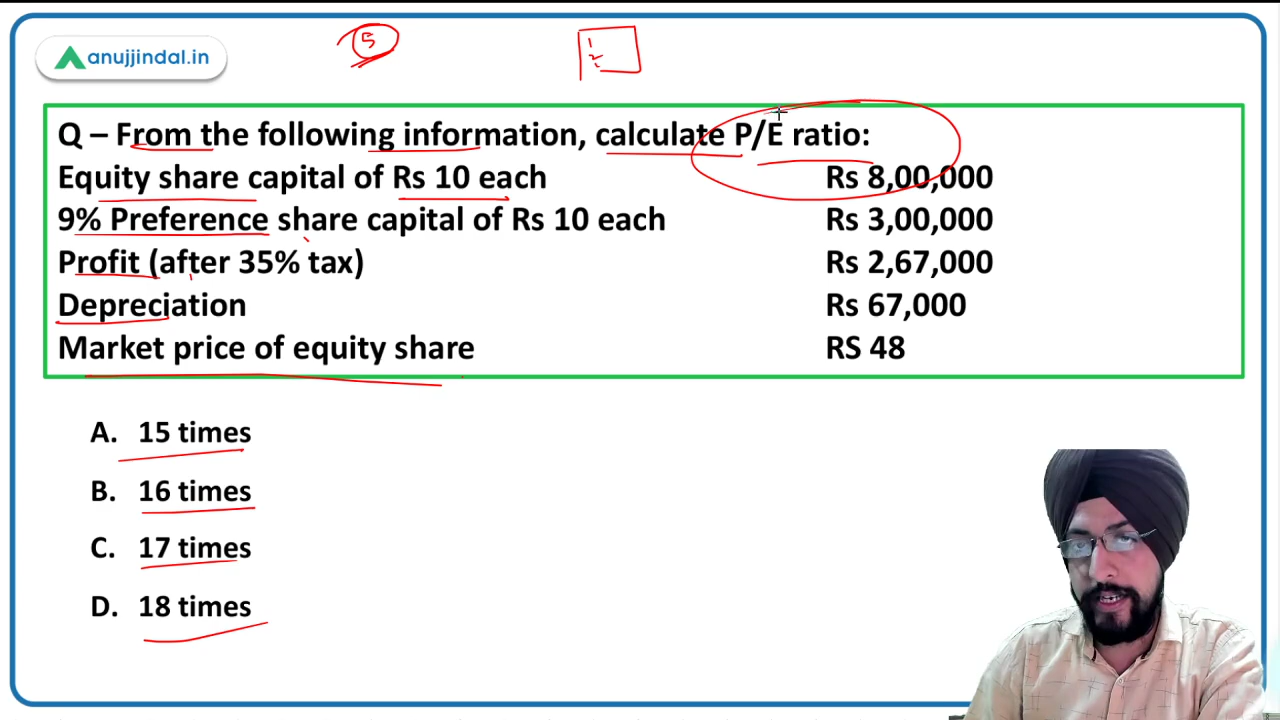 5
1
2
anujjindal.in
Q – From the following information, calculate P/E ratio:
Equity share capital of Rs 10 each Rs 8,00,000
9% Preference share capital of Rs 10 each Rs 3,00,000
Profit (after 35% tax) Rs 2,67,000
Depreciation Rs 67,000
Market price of equity share RS 48
A. 15 times
B. 16 times
C. 17 times
D. 18 times